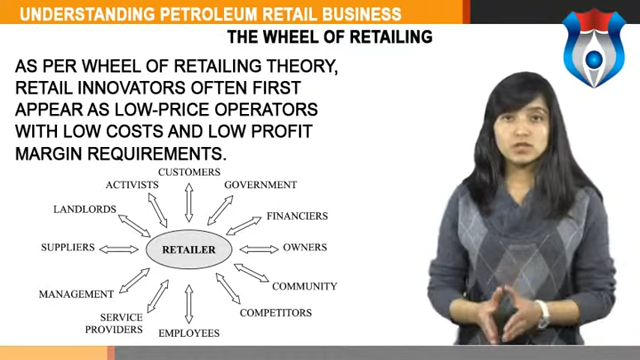 UNDERSTANDING PETROLEUM RETAIL BUSINESS
THE WHEEL OF RETAILING
AS PER WHEEL OF RETAILING THEORY,
RETAIL INNOVATORS OFTEN FIRST
APPEAR AS LOW-PRICE OPERATORS
WITH LOW COSTS AND LOW PROFIT
MARGIN REQUIREMENTS.
CUSTOMERS
ACTIVISTS
GOVERNMENT
LANDLORDS
FINANCIERS
SUPPLIERS
RETAILER
OWNERS
MANAGEMENT
COMMUNITY
SERVICE
PROVIDERS
COMPETITORS
EMPLOYEES